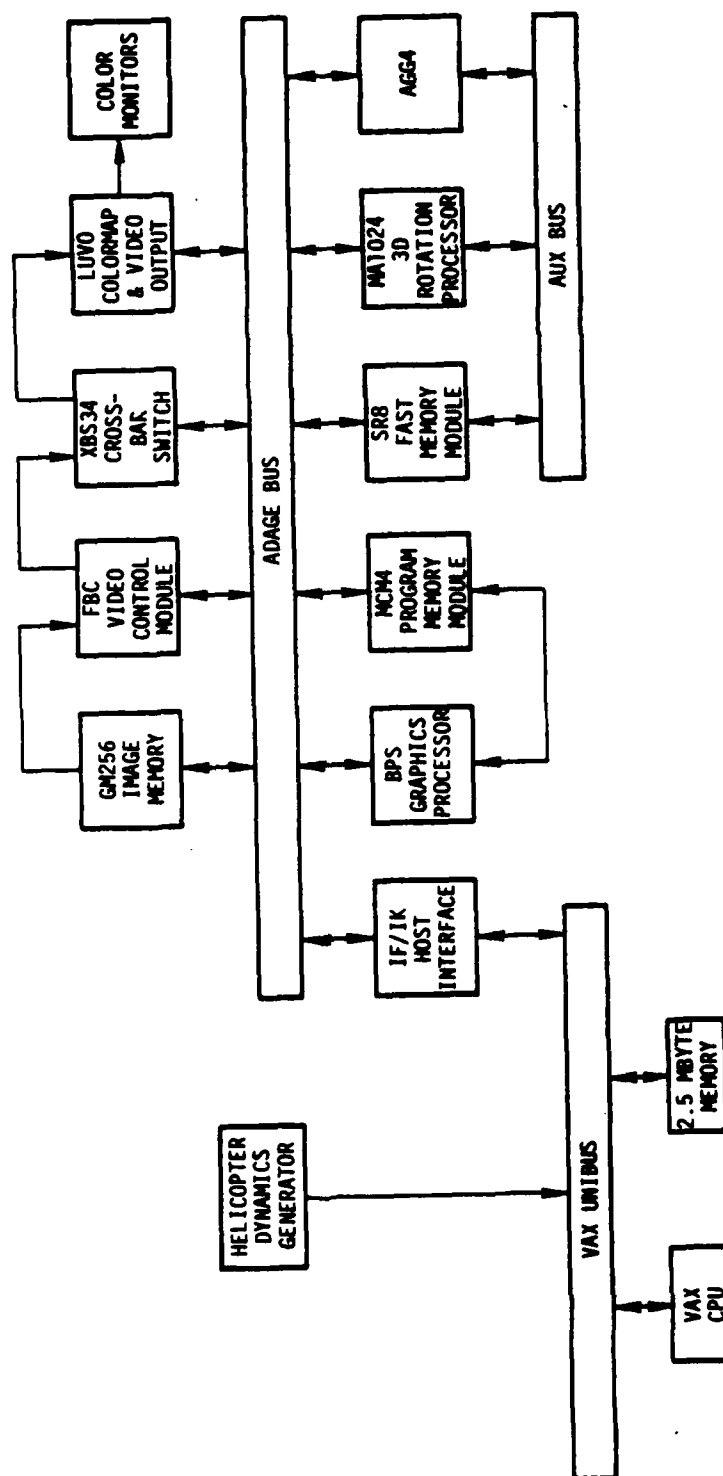 GM256
IMAGE
MEMORY
FBC
VIDEO
CONTROL
MODULE
XBS34
CROSS-
BAR
SWITCH
LUVO
COLORMAP
& VIDEO
OUTPUT
COLOR
MONITORS
ADAGE BUS
HELICOPTER
DYNAMICS
GENERATOR
IF/IK
HOST
INTERFACE
BPS
GRAPHICS
PROCESSOR
MCM4
PROGRAM
MEMORY
MODULE
SR8
FAST
MEMORY
MODULE
MA1024
3D
ROTATION
PROCESSOR
AGG4
AUX BUS
VAX UNIBUS
VAX
CPU
2.5 MBYTE
MEMORY